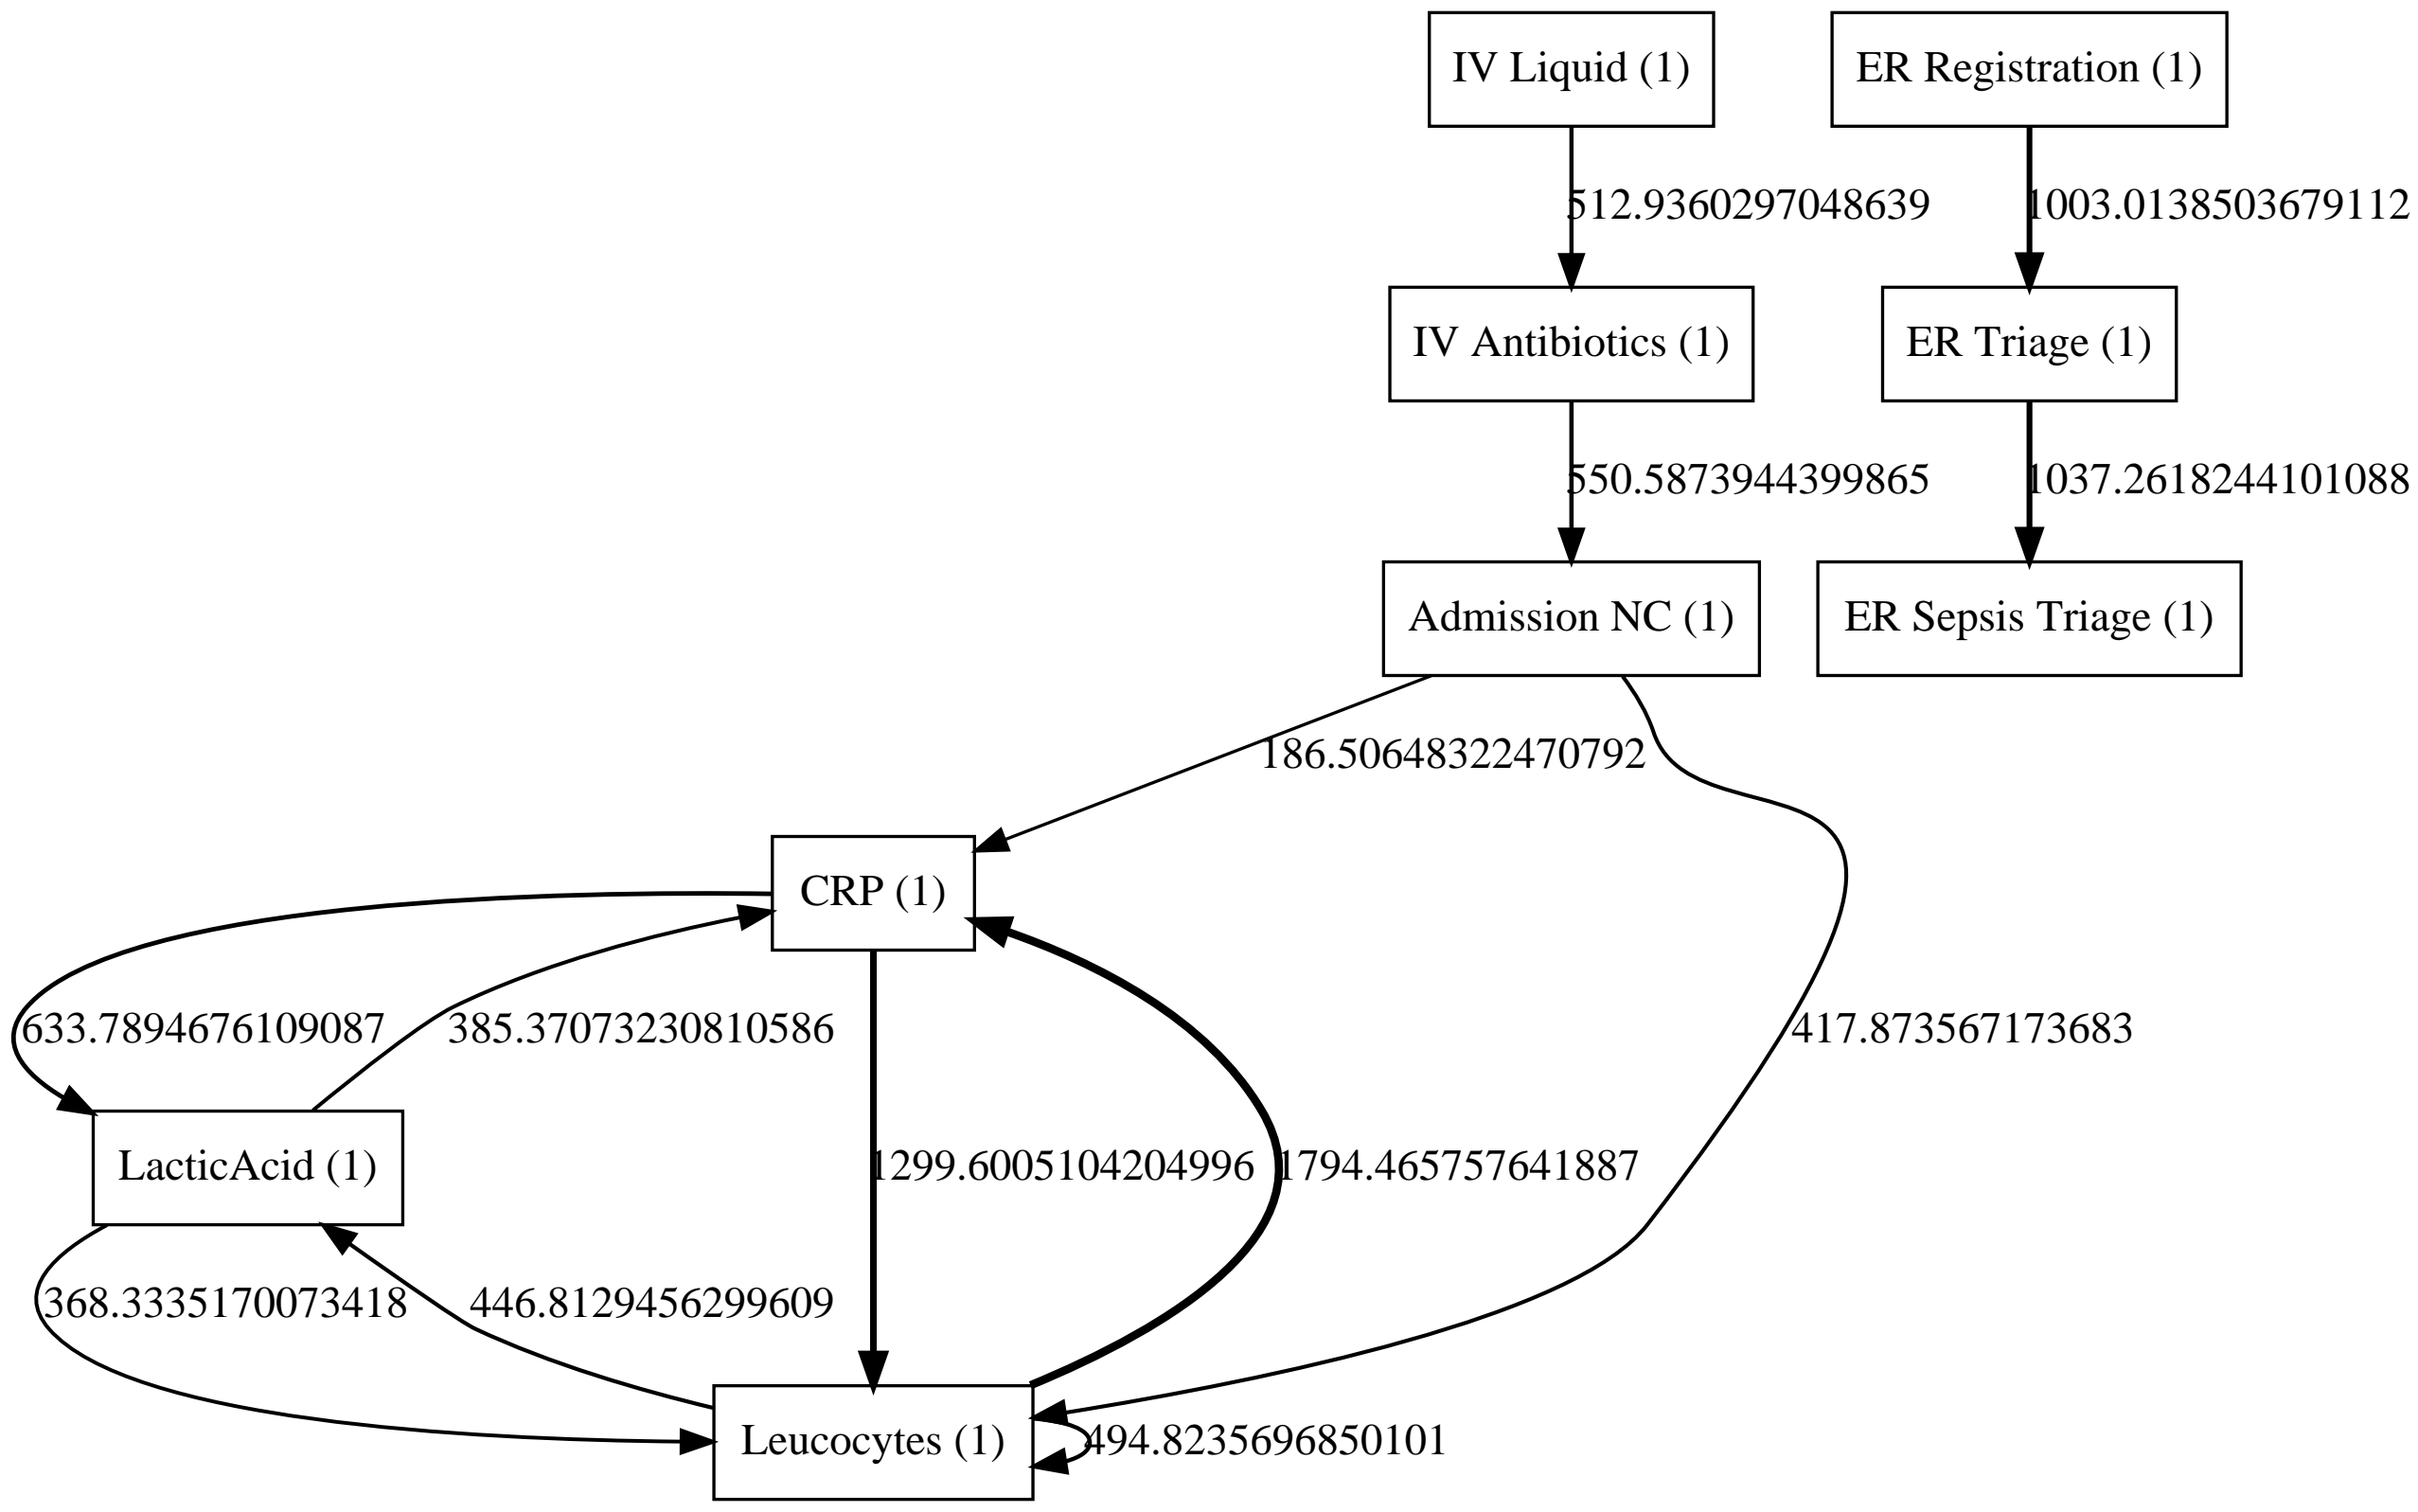 IV Liquid (1)
ER Registration (1)
512.9360297048639
1003.0138503679112
IV Antibiotics (1)
ER Triage (1)
550.5873944399865
1037.2618244101088
Admission NC (1)
ER Sepsis Triage (1)
186.50648322470792
CRP (1)
633.7894676109087
385.37073230810586
417.873567173683
LacticAcid (1)
1299.6005104204996
1794.465757641887
368.3335170073418
446.8129456299609
Leucocytes (1)
494.8235696850101